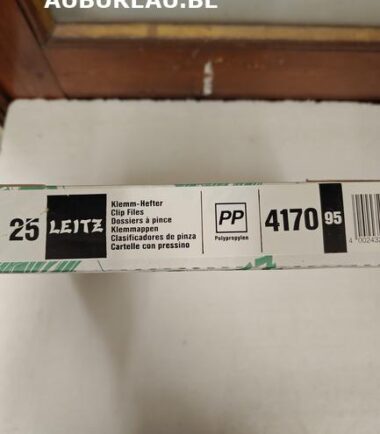 AUBUREAU.BE
25 LEITZ
Klemm-Hefter
Clip Files
Dossiers à pince
Klemmappen
Clasificadores de pinza
Cartelle con pressino
PP
Polypropylen
4170 95